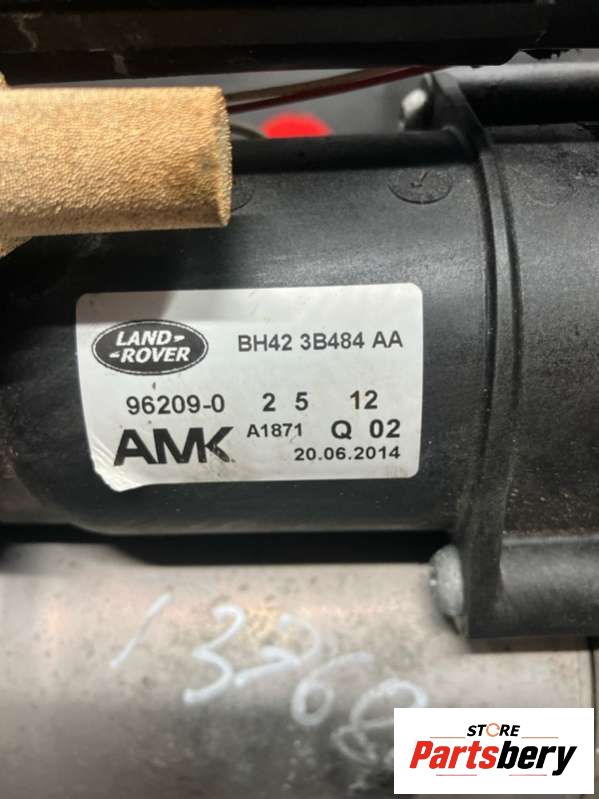 LAND-
-ROVER
BH42 3B484 AA
96209-0 2 5 12
AMK A1871 Q 02
20.06.2014
STORE
Partsbery